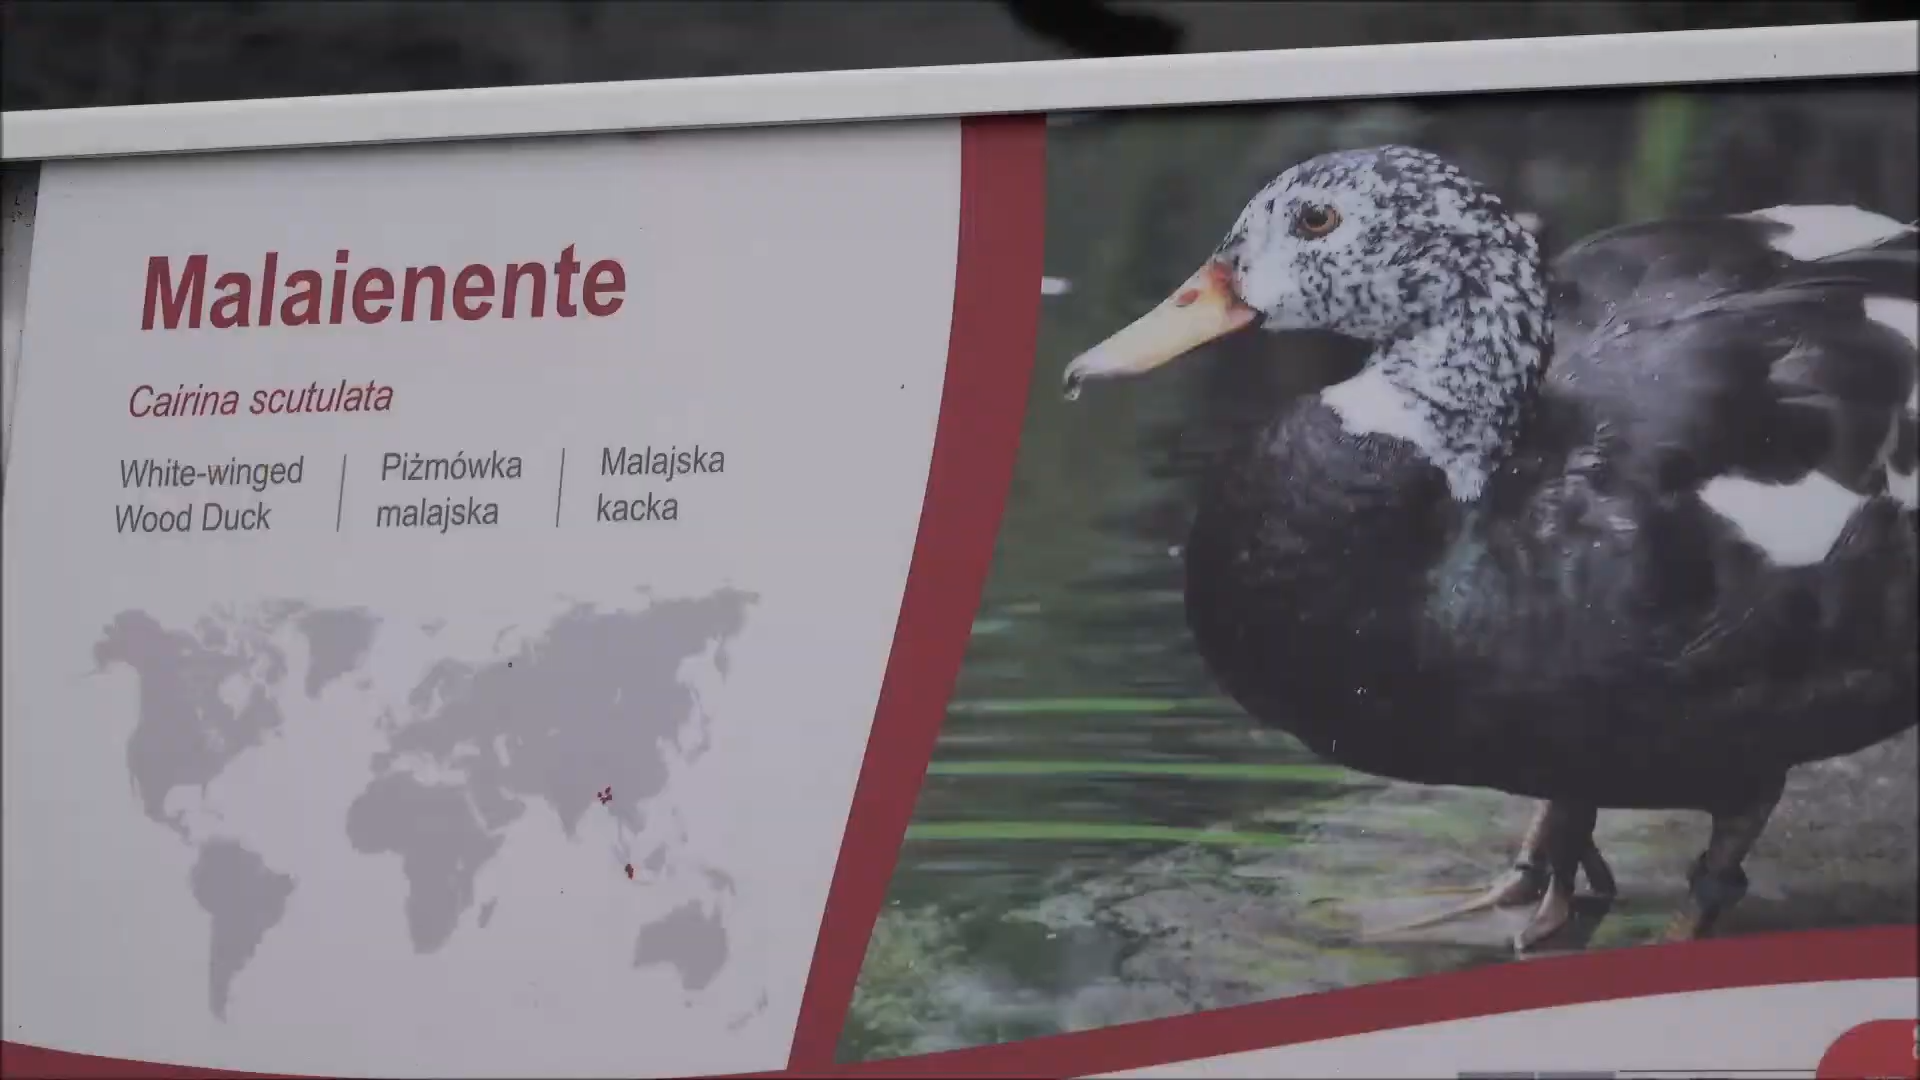 Malaienente
Cairina scutulata
White-winged
Wood Duck
Piżmówka
malajska
Malajska
kacka